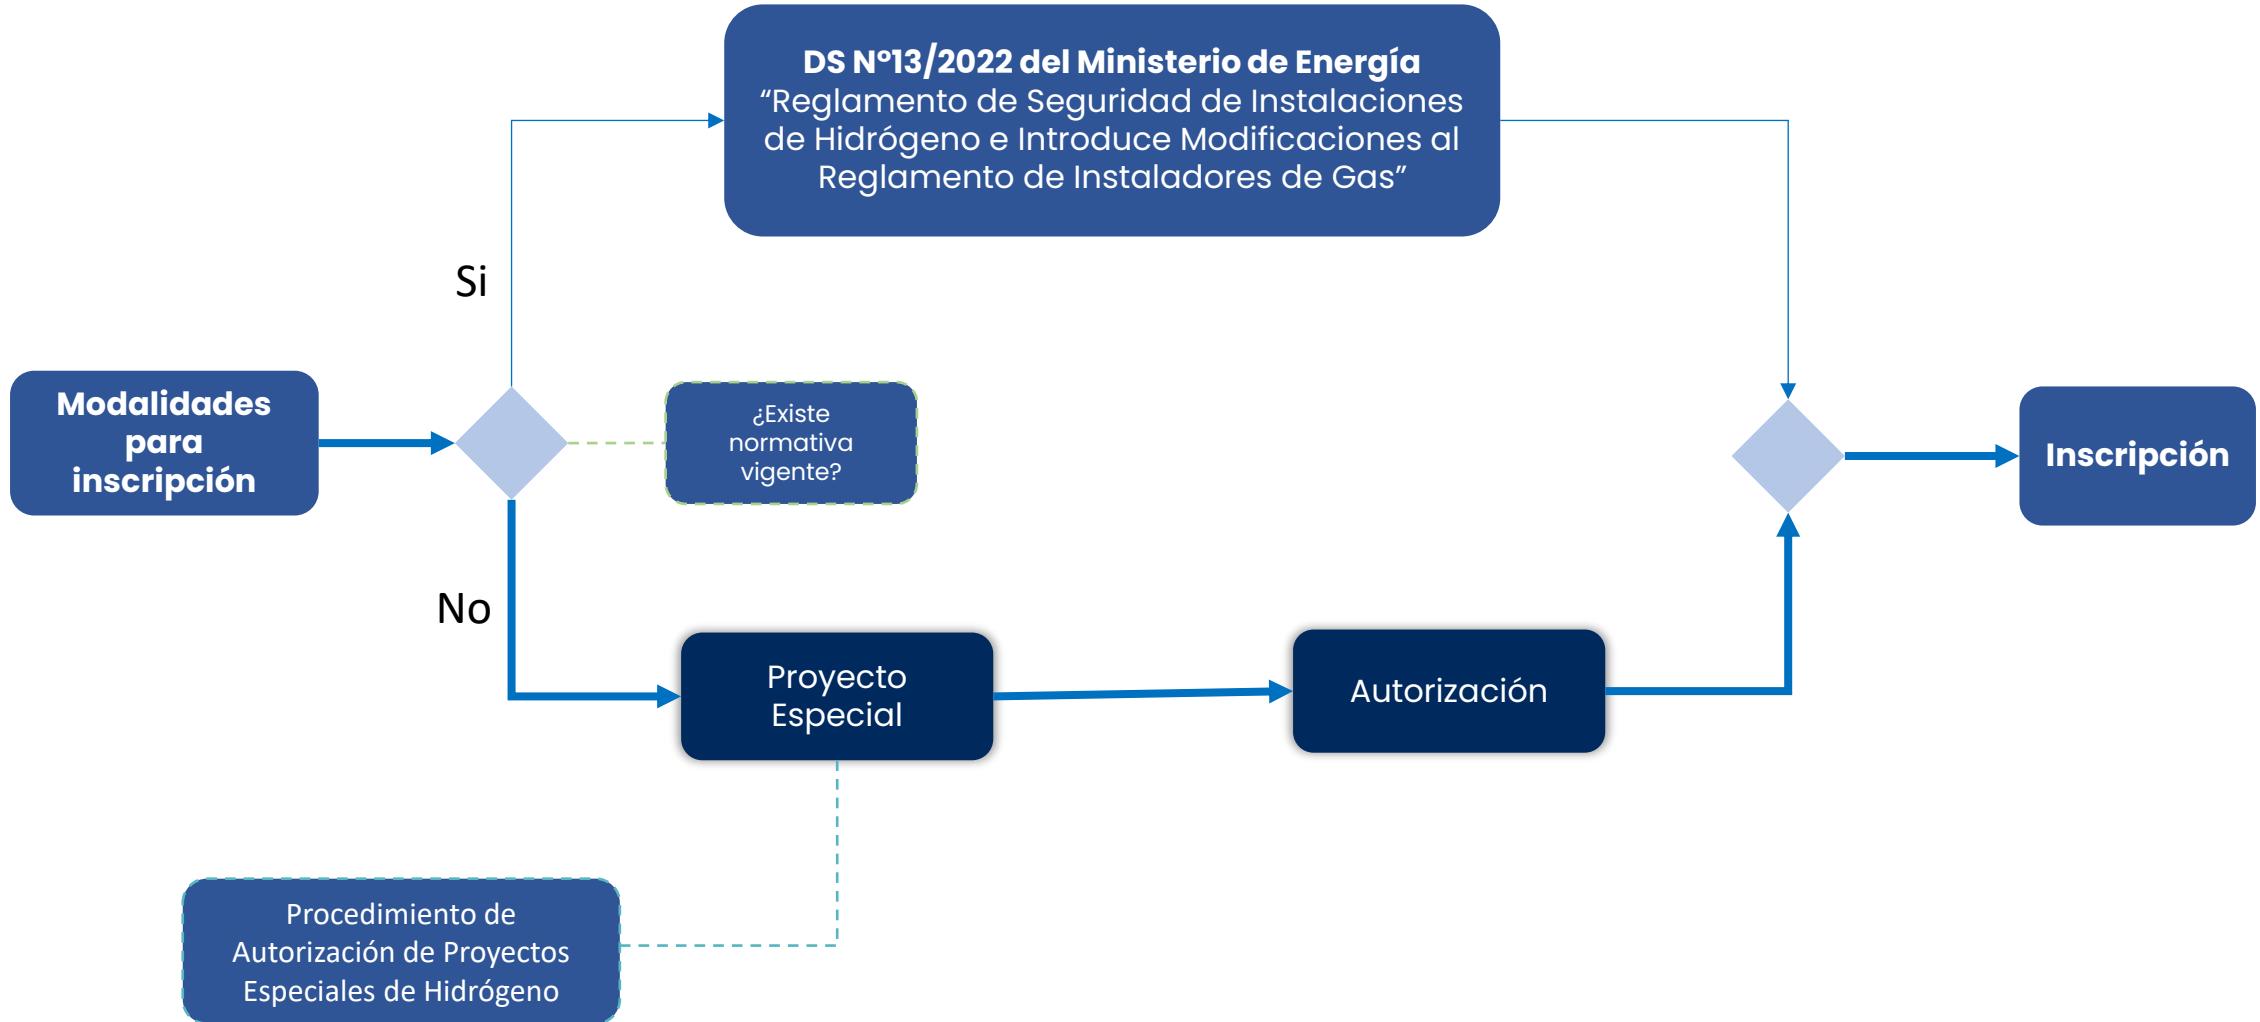 DS N°13/2022 del Ministerio de Energía
“Reglamento de Seguridad de Instalaciones
de Hidrógeno e Introduce Modificaciones al
Reglamento de Instaladores de Gas”
Si
Modalidades
para
inscripción
¿Existe
normativa
vigente?
Inscripción
No
Proyecto
Especial
Autorización
Procedimiento de
Autorización de Proyectos
Especiales de Hidrógeno